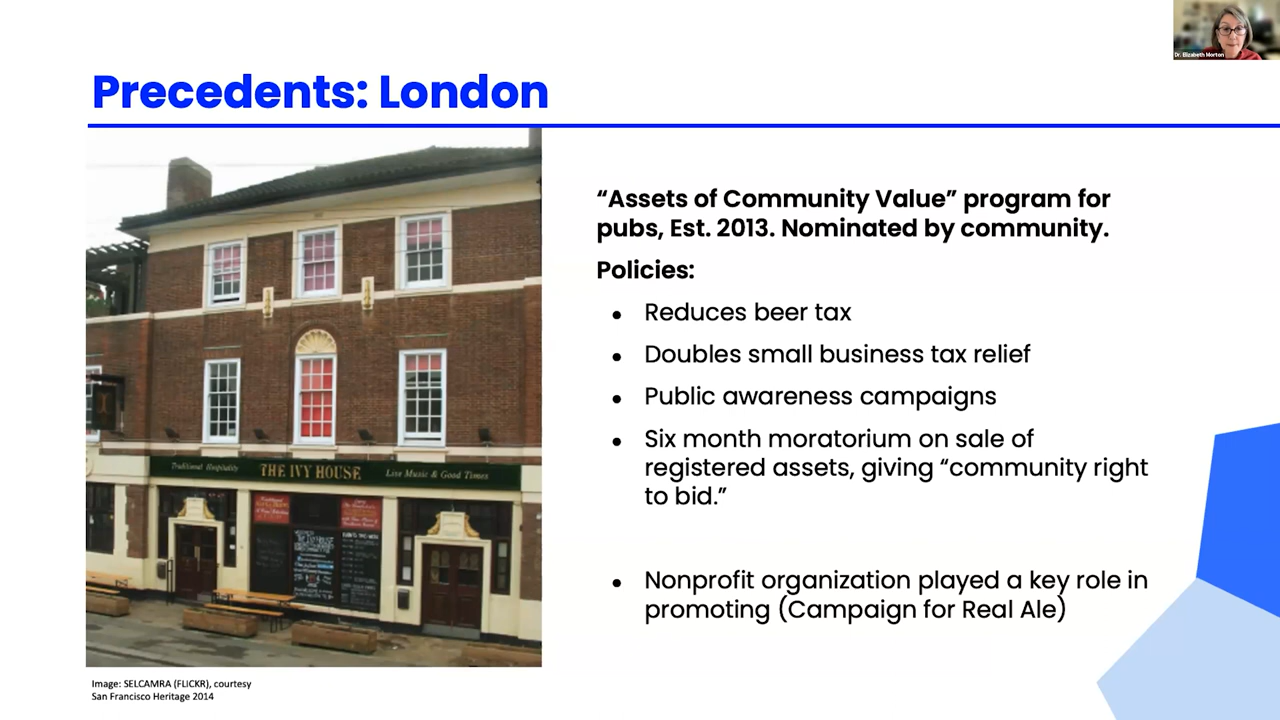 Dr. Elizabeth Morton
Precedents: London
“Assets of Community Value” program for
pubs, Est. 2013. Nominated by community.
Policies:
• Reduces beer tax
• Doubles small business tax relief
• Public awareness campaigns
• Six month moratorium on sale of
registered assets, giving “community right
to bid.”
• Nonprofit organization played a key role in
promoting (Campaign for Real Ale)
Traditional Hospitality THE IVY HOUSE Live Music & Good Times
Image: SELCAMRA (FLICKR), courtesy
San Francisco Heritage 2014